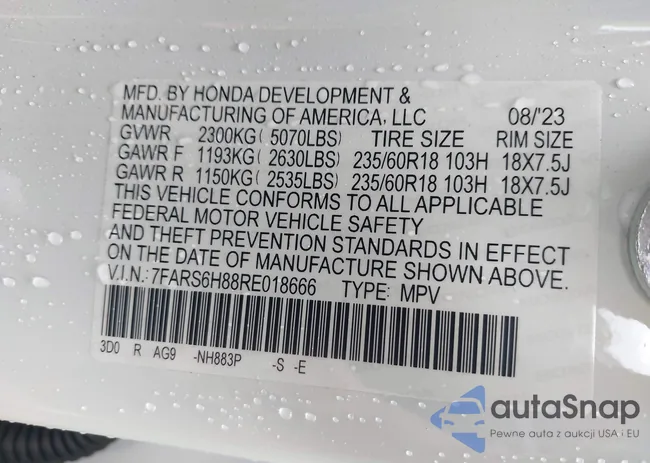 MFD. BY HONDA DEVELOPMENT &
MANUFACTURING OF AMERICA, LLC 08/'23
GVWR 2300KG( 5070LBS) TIRE SIZE RIM SIZE
GAWR F 1193KG ( 2630LBS) 235/60R18 103H 18X7.5J
GAWR R 1150KG ( 2535LBS) 235/60R18 103H 18X7.5J
THIS VEHICLE CONFORMS TO ALL APPLICABLE
FEDERAL MOTOR VEHICLE SAFETY
AND THEFT PREVENTION STANDARDS IN EFFECT
ON THE DATE OF MANUFACTURE SHOWN ABOVE.
V.I.N.: 7FARS6H88RE018666 TYPE: MPV
3D0 R AG9 -NH883P -S -E
autaSnap
Pewne auta z aukcji USA i EU